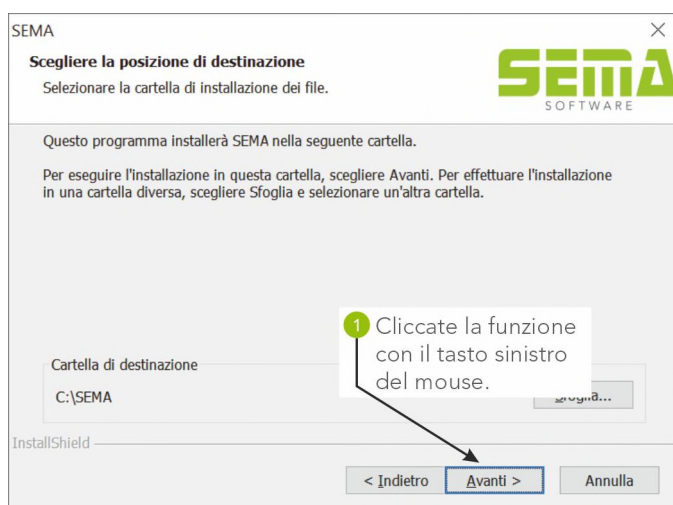 SEMA
Scegliere la posizione di destinazione
Selezionare la cartella di installazione dei file.
SEMA
SOFTWARE
Questo programma installerà SEMA nella seguente cartella.
Per eseguire l'installazione in questa cartella, scegliere Avanti. Per effettuare l'installazione
in una cartella diversa, scegliere Sfoglia e selezionare un'altra cartella.
1 Cliccate la funzione
con il tasto sinistro
del mouse.
Cartella di destinazione
C:\SEMA
InstallShield
< Indietro
Avanti >
Annulla